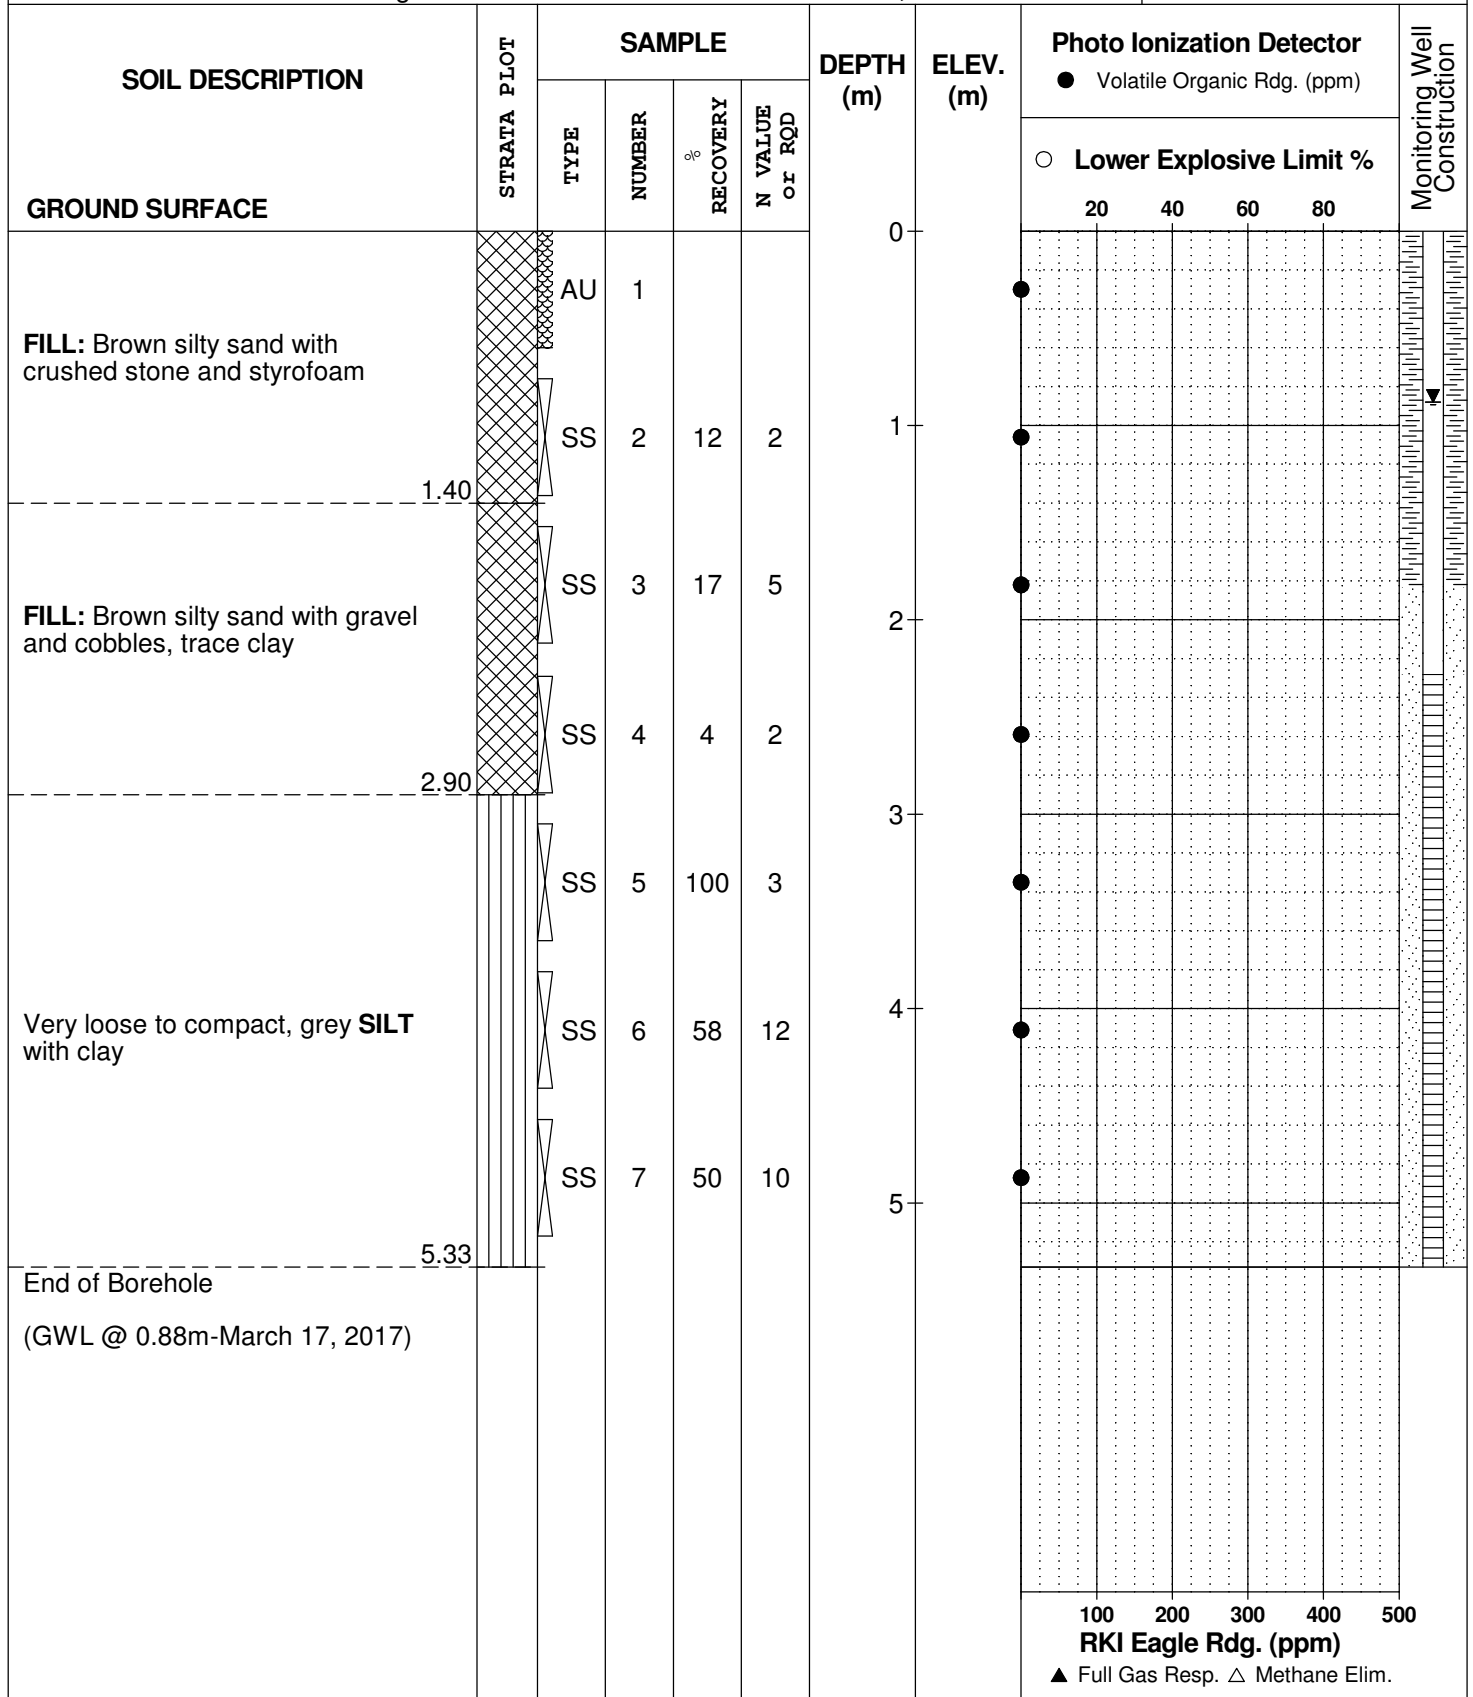 SOIL DESCRIPTION
GROUND SURFACE
STRATA PLOT
SAMPLE
TYPE
NUMBER
% RECOVERY
N VALUE or RQD
DEPTH (m)
ELEV. (m)
Photo Ionization Detector
● Volatile Organic Rdg. (ppm)
○ Lower Explosive Limit %
20 40 60 80
Monitoring Well Construction
0
AU 1
FILL: Brown silty sand with
crushed stone and styrofoam
SS 2 12 2
1
1.40
SS 3 17 5
FILL: Brown silty sand with gravel
and cobbles, trace clay
2
SS 4 4 2
2.90
3
SS 5 100 3
4
Very loose to compact, grey SILT
with clay
SS 6 58 12
SS 7 50 10
5
5.33
End of Borehole
(GWL @ 0.88m-March 17, 2017)
100 200 300 400 500
RKI Eagle Rdg. (ppm)
▲ Full Gas Resp. △ Methane Elim.